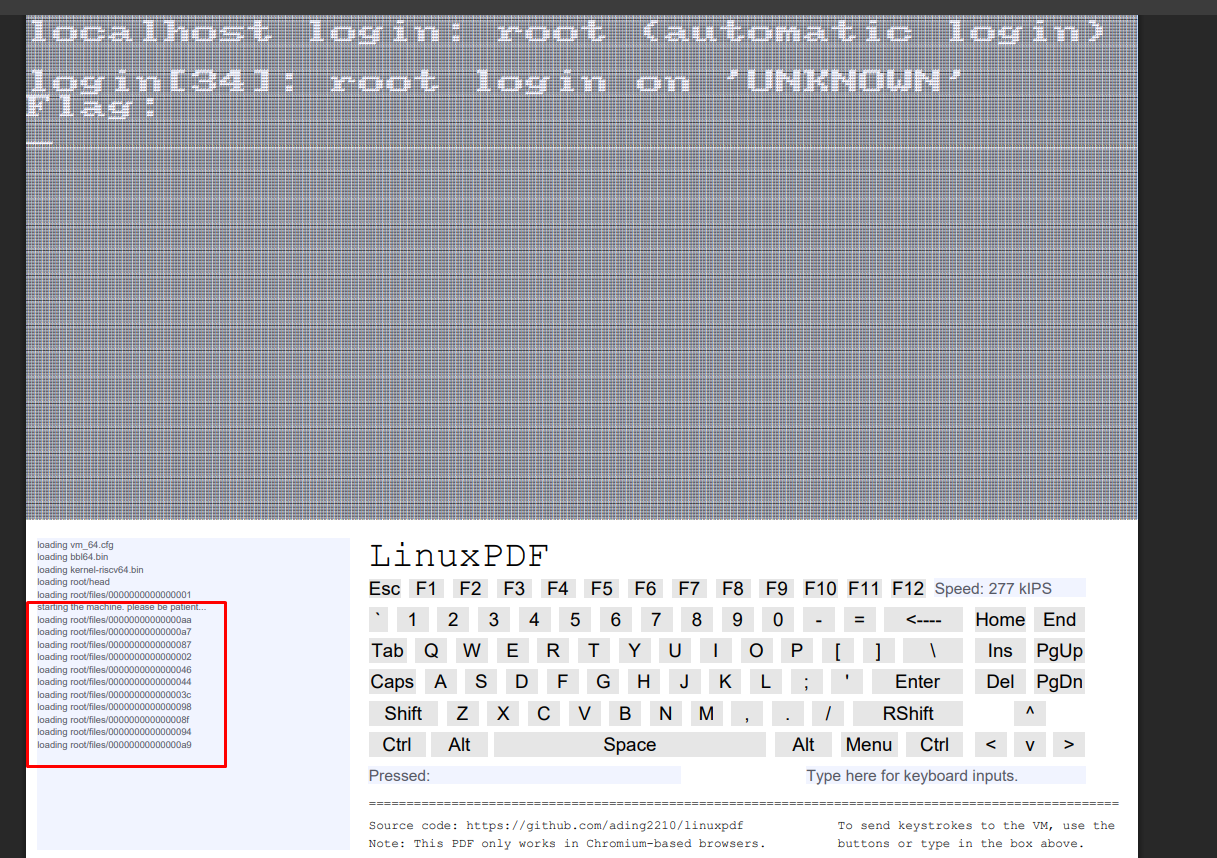 localhost login: root (automatic login)
login[34]: root login on 'UNKNOWN'
Flag:
loading vm_64.cfg
loading bbl64.bin
loading kernel-riscv64.bin
loading root/head
loading root/files/0000000000000001
starting the machine. please be patient...
loading root/files/00000000000000aa
loading root/files/00000000000000a7
loading root/files/0000000000000087
loading root/files/0000000000000002
loading root/files/0000000000000046
loading root/files/0000000000000044
loading root/files/000000000000003c
loading root/files/0000000000000098
loading root/files/000000000000008f
loading root/files/0000000000000094
loading root/files/00000000000000a9
LinuxPDF
Esc F1 F2 F3 F4 F5 F6 F7 F8 F9 F10 F11 F12 Speed: 277 kIPS
` 1 2 3 4 5 6 7 8 9 0 - = <---- Home End
Tab Q W E R T Y U I O P [ ] \ Ins PgUp
Caps A S D F G H J K L ; ' Enter Del PgDn
Shift Z X C V B N M , . / RShift ^
Ctrl Alt Space Alt Menu Ctrl < v >
Pressed: Type here for keyboard inputs.
Source code: https://github.com/ading2210/linuxpdf
Note: This PDF only works in Chromium-based browsers.
To send keystrokes to the VM, use the
buttons or type in the box above.